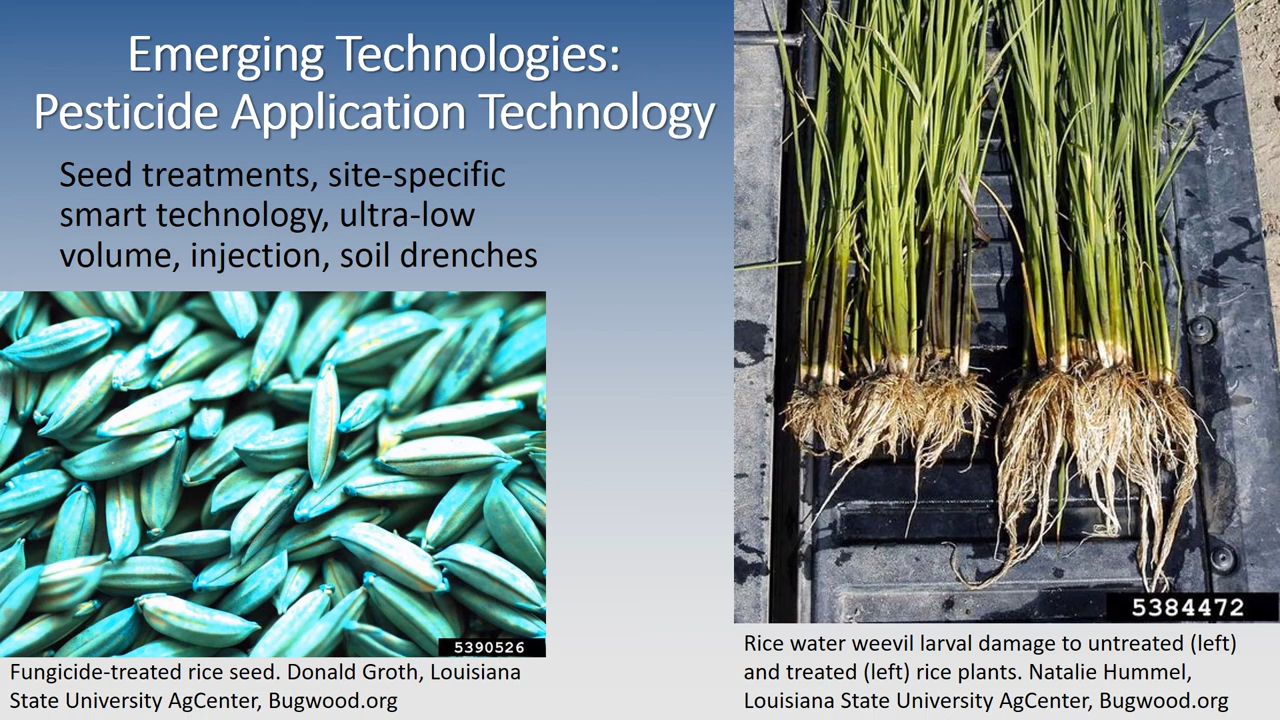 Emerging Technologies:
Pesticide Application Technology
Seed treatments, site-specific
smart technology, ultra-low
volume, injection, soil drenches
5390526
Fungicide-treated rice seed. Donald Groth, Louisiana
State University AgCenter, Bugwood.org
5384472
Rice water weevil larval damage to untreated (left)
and treated (left) rice plants. Natalie Hummel,
Louisiana State University AgCenter, Bugwood.org